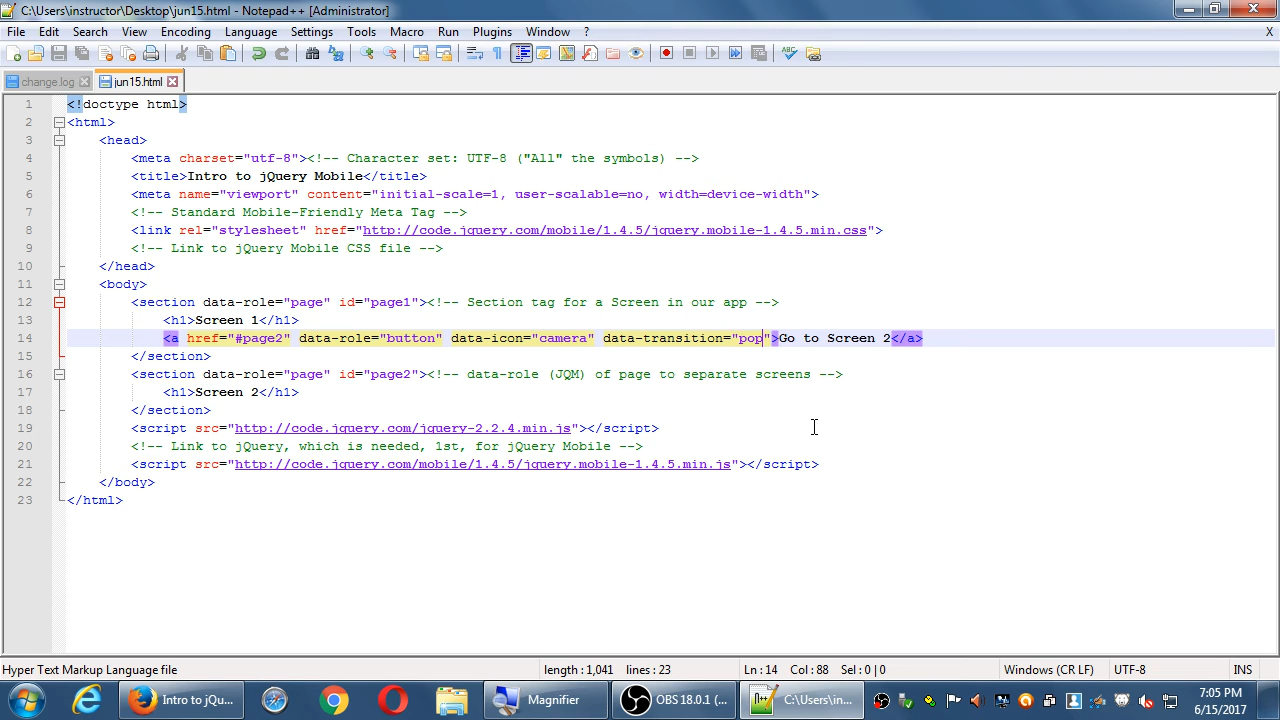 C:\Users\instructor\Desktop\jun15.html - Notepad++ [Administrator]
File Edit Search View Encoding Language Settings Tools Macro Run Plugins Window ? X
change.log jun15.html
1 <!doctype html>
2 <html>
3 <head>
4 <meta charset="utf-8"><!-- Character set: UTF-8 ("All" the symbols) -->
5 <title>Intro to jQuery Mobile</title>
6 <meta name="viewport" content="initial-scale=1, user-scalable=no, width=device-width">
7 <!-- Standard Mobile-Friendly Meta Tag -->
8 <link rel="stylesheet" href="http://code.jquery.com/mobile/1.4.5/jquery.mobile-1.4.5.min.css">
9 <!-- Link to jQuery Mobile CSS file -->
10 </head>
11 <body>
12 <section data-role="page" id="page1"><!-- Section tag for a Screen in our app -->
13 <h1>Screen 1</h1>
14 <a href="#page2" data-role="button" data-icon="camera" data-transition="pop">Go to Screen 2</a>
15 </section>
16 <section data-role="page" id="page2"><!-- data-role (JQM) of page to separate screens -->
17 <h1>Screen 2</h1>
18 </section>
19 <script src="http://code.jquery.com/jquery-2.2.4.min.js"></script>
20 <!-- Link to jQuery, which is needed, 1st, for jQuery Mobile -->
21 <script src="http://code.jquery.com/mobile/1.4.5/jquery.mobile-1.4.5.min.js"></script>
22 </body>
23 </html>
Hyper Text Markup Language file length : 1,041 lines : 23 Ln : 14 Col : 88 Sel : 0 | 0 Windows (CR LF) UTF-8 INS
Intro to jQu... Magnifier OBS 18.0.1 (... C:\Users\in... 7:05 PM
6/15/2017